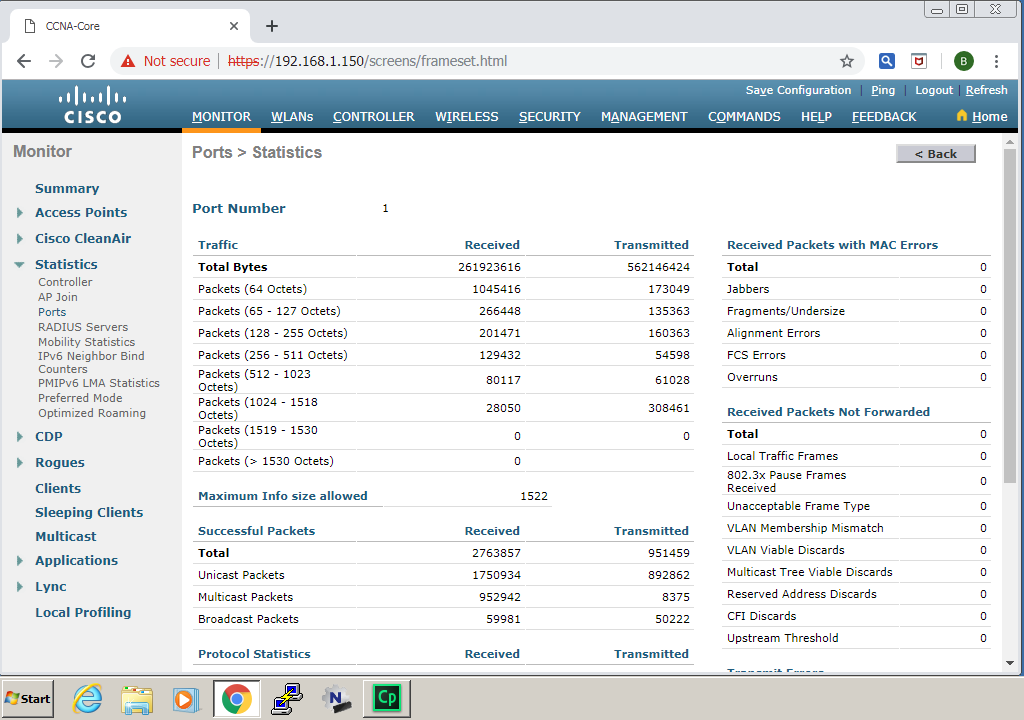 CCNA-Core
Not secure
https://192.168.1.150/screens/frameset.html
B
Save Configuration
Ping
Logout
Refresh
CISCO
MONITOR
WLANs
CONTROLLER
WIRELESS
SECURITY
MANAGEMENT
COMMANDS
HELP
FEEDBACK
Home
Monitor
Summary
Access Points
Cisco CleanAir
Statistics
Controller
AP Join
Ports
RADIUS Servers
Mobility Statistics
IPv6 Neighbor Bind
Counters
PMIPv6 LMA Statistics
Preferred Mode
Optimized Roaming
CDP
Rogues
Clients
Sleeping Clients
Multicast
Applications
Lync
Local Profiling
Ports > Statistics
< Back
Port Number 1
Traffic Received Transmitted
Total Bytes 261923616 562146424
Packets (64 Octets) 1045416 173049
Packets (65 - 127 Octets) 266448 135363
Packets (128 - 255 Octets) 201471 160363
Packets (256 - 511 Octets) 129432 54598
Packets (512 - 1023
Octets) 80117 61028
Packets (1024 - 1518
Octets) 28050 308461
Packets (1519 - 1530
Octets) 0 0
Packets (> 1530 Octets) 0
Maximum Info size allowed 1522
Successful Packets Received Transmitted
Total 2763857 951459
Unicast Packets 1750934 892862
Multicast Packets 952942 8375
Broadcast Packets 59981 50222
Protocol Statistics Received Transmitted
Received Packets with MAC Errors
Total 0
Jabbers 0
Fragments/Undersize 0
Alignment Errors 0
FCS Errors 0
Overruns 0
Received Packets Not Forwarded
Total 0
Local Traffic Frames 0
802.3x Pause Frames
Received 0
Unacceptable Frame Type 0
VLAN Membership Mismatch 0
VLAN Viable Discards 0
Multicast Tree Viable Discards 0
Reserved Address Discards 0
CFI Discards 0
Upstream Threshold 0
Transmit Errors
Start
N
Cp